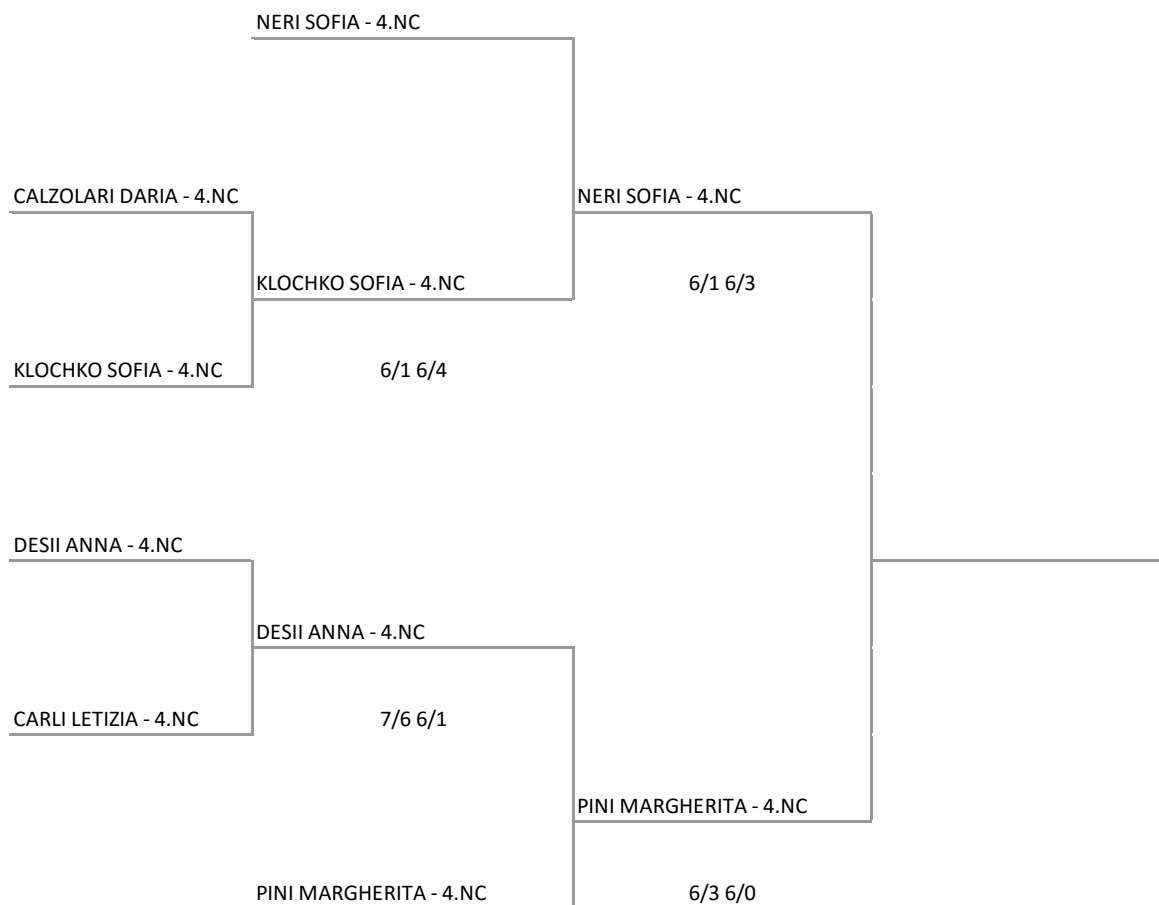 NERI SOFIA - 4.NC
CALZOLARI DARIA - 4.NC
NERI SOFIA - 4.NC
KLOCHKO SOFIA - 4.NC
6/1 6/3
KLOCHKO SOFIA - 4.NC
6/1 6/4
DESII ANNA - 4.NC
DESII ANNA - 4.NC
CARLI LETIZIA - 4.NC
7/6 6/1
PINI MARGHERITA - 4.NC
PINI MARGHERITA - 4.NC
6/3 6/0